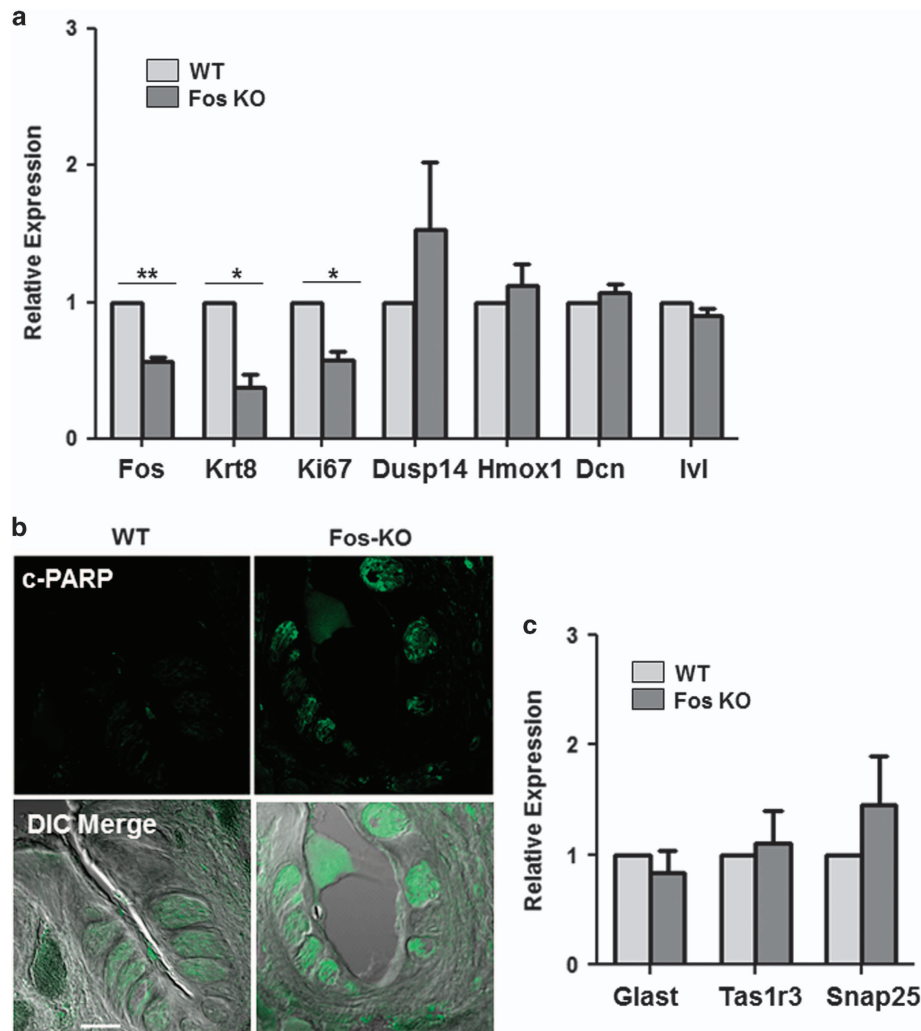 a
3
2
1
0
Relative Expression
WT
Fos KO
** * *
Fos Krt8 Ki67 Dusp14 Hmox1 Dcn Ivl
b
WT Fos-KO
c-PARP
DIC Merge
c
3
2
1
0
Relative Expression
WT
Fos KO
Glast Tas1r3 Snap25